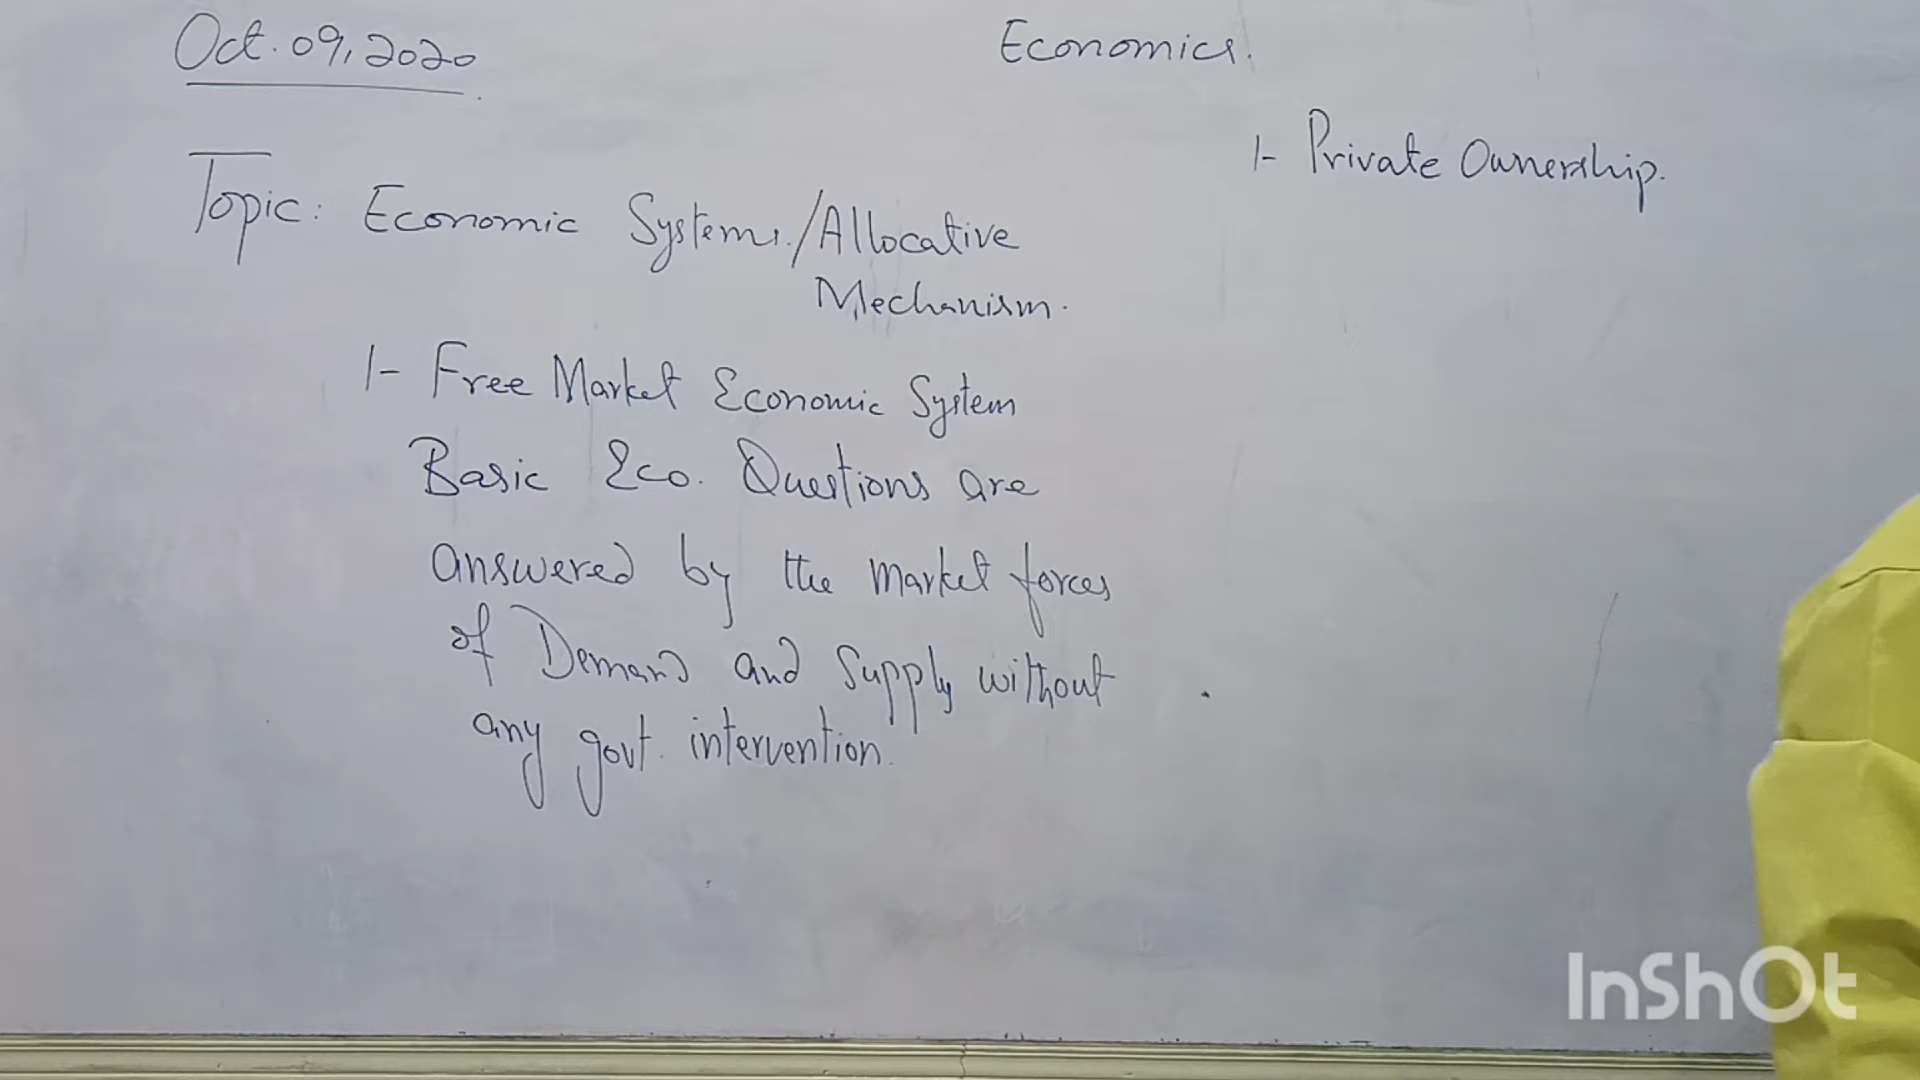 Oct. 09, 2020
Economics.
Topic: Economic Systems./Allocative
Mechanism.
1- Free Market Economic System
Basic Eco. Questions are
answered by the market forces
of Demand and Supply without
any govt. intervention.
1- Private Ownership.
InShOt